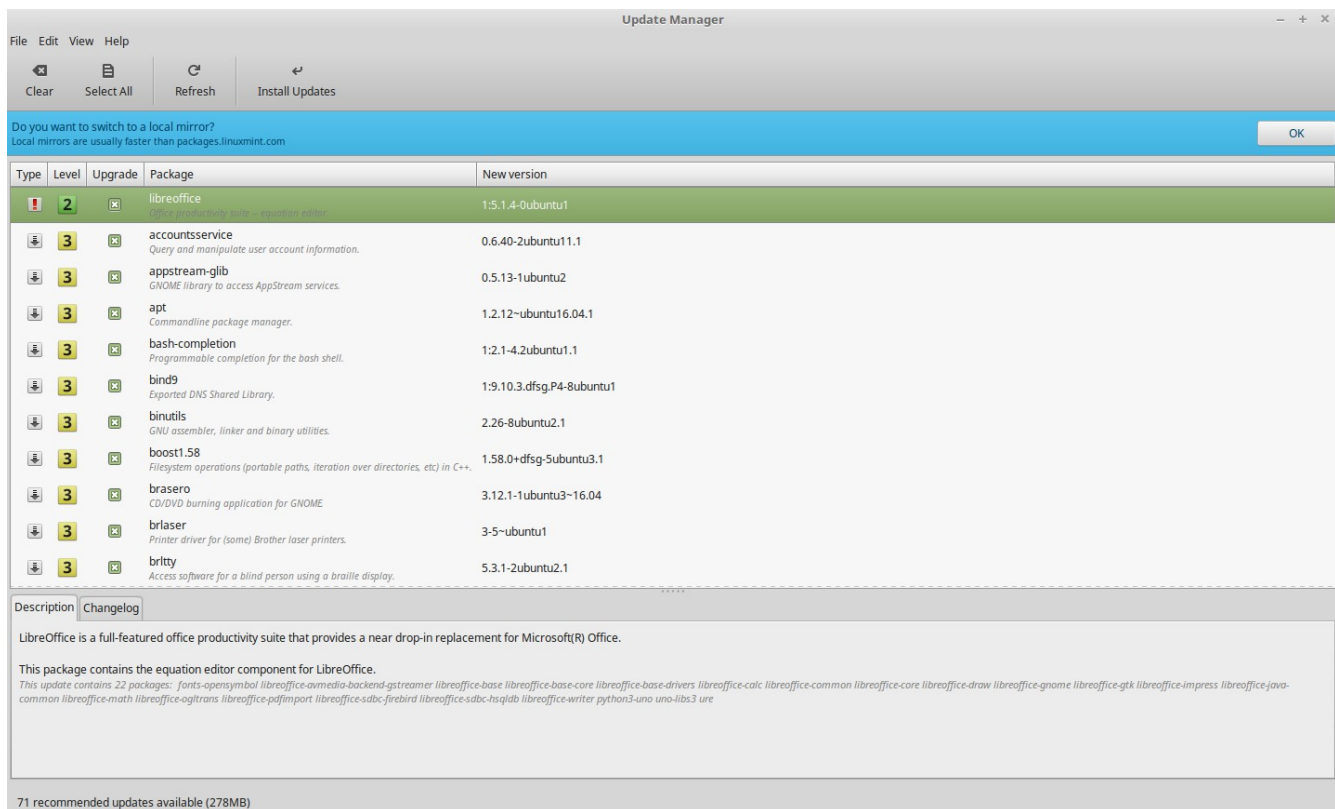 Update Manager
File Edit View Help
Clear Select All Refresh Install Updates
Do you want to switch to a local mirror?
Local mirrors are usually faster than packages.linuxmint.com
OK
Type Level Upgrade Package New version
2 libreoffice 1:5.1.4-0ubuntu1
Office productivity suite -- equation editor.
3 accountsservice 0.6.40-2ubuntu11.1
Query and manipulate user account information.
3 appstream-glib 0.5.13-1ubuntu2
GNOME library to access AppStream services.
3 apt 1.2.12~ubuntu16.04.1
Commandline package manager.
3 bash-completion 1:2.1-4.2ubuntu1.1
Programmable completion for the bash shell.
3 bind9 1:9.10.3.dfsg.P4-8ubuntu1
Exported DNS Shared Library.
3 binutils 2.26-8ubuntu2.1
GNU assembler, linker and binary utilities.
3 boost1.58 1.58.0+dfsg-5ubuntu3.1
Filesystem operations (portable paths, iteration over directories, etc) in C++.
3 brasero 3.12.1-1ubuntu3~16.04
CD/DVD burning application for GNOME
3 brlaser 3-5~ubuntu1
Printer driver for (some) Brother laser printers.
3 brltty 5.3.1-2ubuntu2.1
Access software for a blind person using a braille display.
Description Changelog
LibreOffice is a full-featured office productivity suite that provides a near drop-in replacement for Microsoft(R) Office.
This package contains the equation editor component for LibreOffice.
This update contains 22 packages: fonts-opensymbol libreoffice-avmedia-backend-gstreamer libreoffice-base libreoffice-base-core libreoffice-base-drivers libreoffice-calc libreoffice-common libreoffice-core libreoffice-draw libreoffice-gnome libreoffice-gtk libreoffice-impress libreoffice-java-
common libreoffice-math libreoffice-ogltrans libreoffice-pdfimport libreoffice-sdbc-firebird libreoffice-sdbc-hsqldb libreoffice-writer python3-uno uno-libs3 ure
71 recommended updates available (278MB)